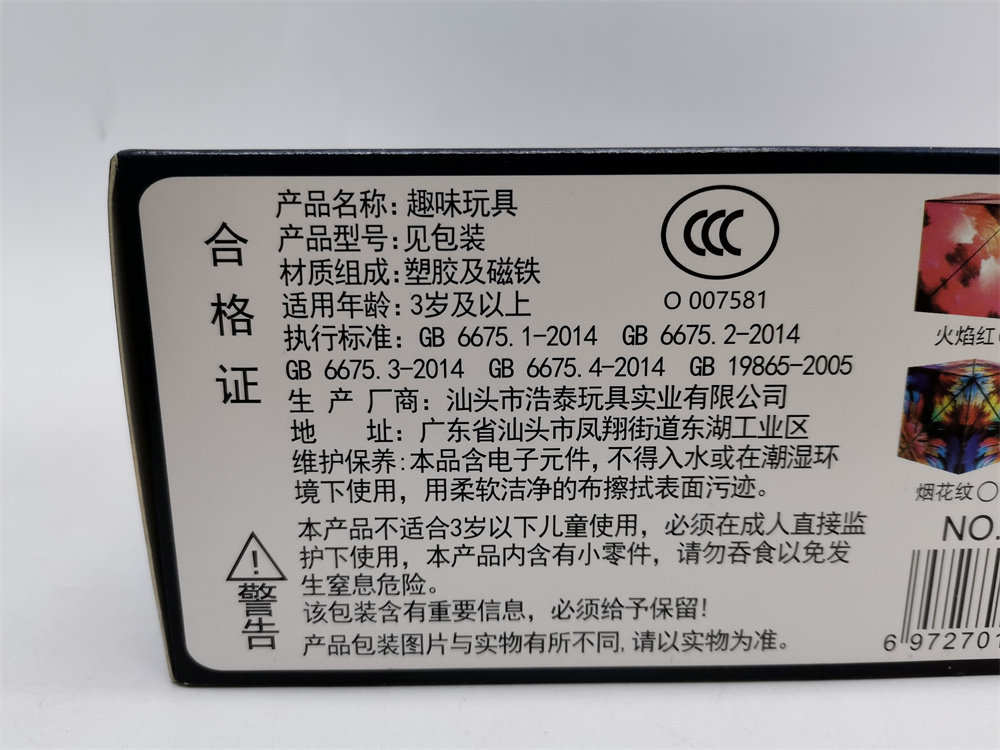 合格证
产品名称：趣味玩具
产品型号：见包装
材质组成：塑胶及磁铁
适用年龄：3岁及以上
执行标准：GB 6675.1-2014 GB 6675.2-2014
GB 6675.3-2014 GB 6675.4-2014 GB 19865-2005
生产厂商：汕头市浩泰玩具实业有限公司
地 址：广东省汕头市凤翔街道东湖工业区
维护保养：本品含电子元件，不得入水或在潮湿环
境下使用，用柔软洁净的布擦拭表面污迹。
警告
本产品不适合3岁以下儿童使用，必须在成人直接监
护下使用，本产品内含有小零件，请勿吞食以免发
生窒息危险。
该包装含有重要信息，必须给予保留！
产品包装图片与实物有所不同，请以实物为准。
CCC
O 007581
火焰红
烟花纹
NO.
6 97270